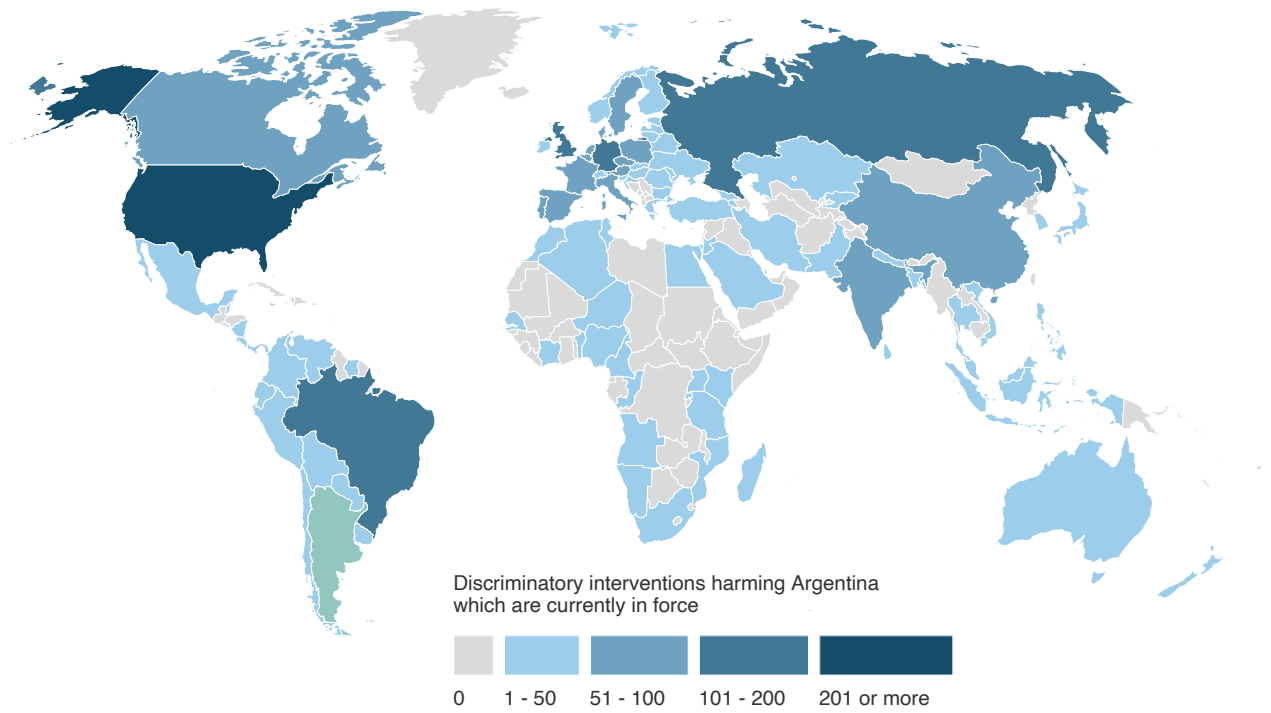 Discriminatory interventions harming Argentina
which are currently in force
0 1 - 50 51 - 100 101 - 200 201 or more